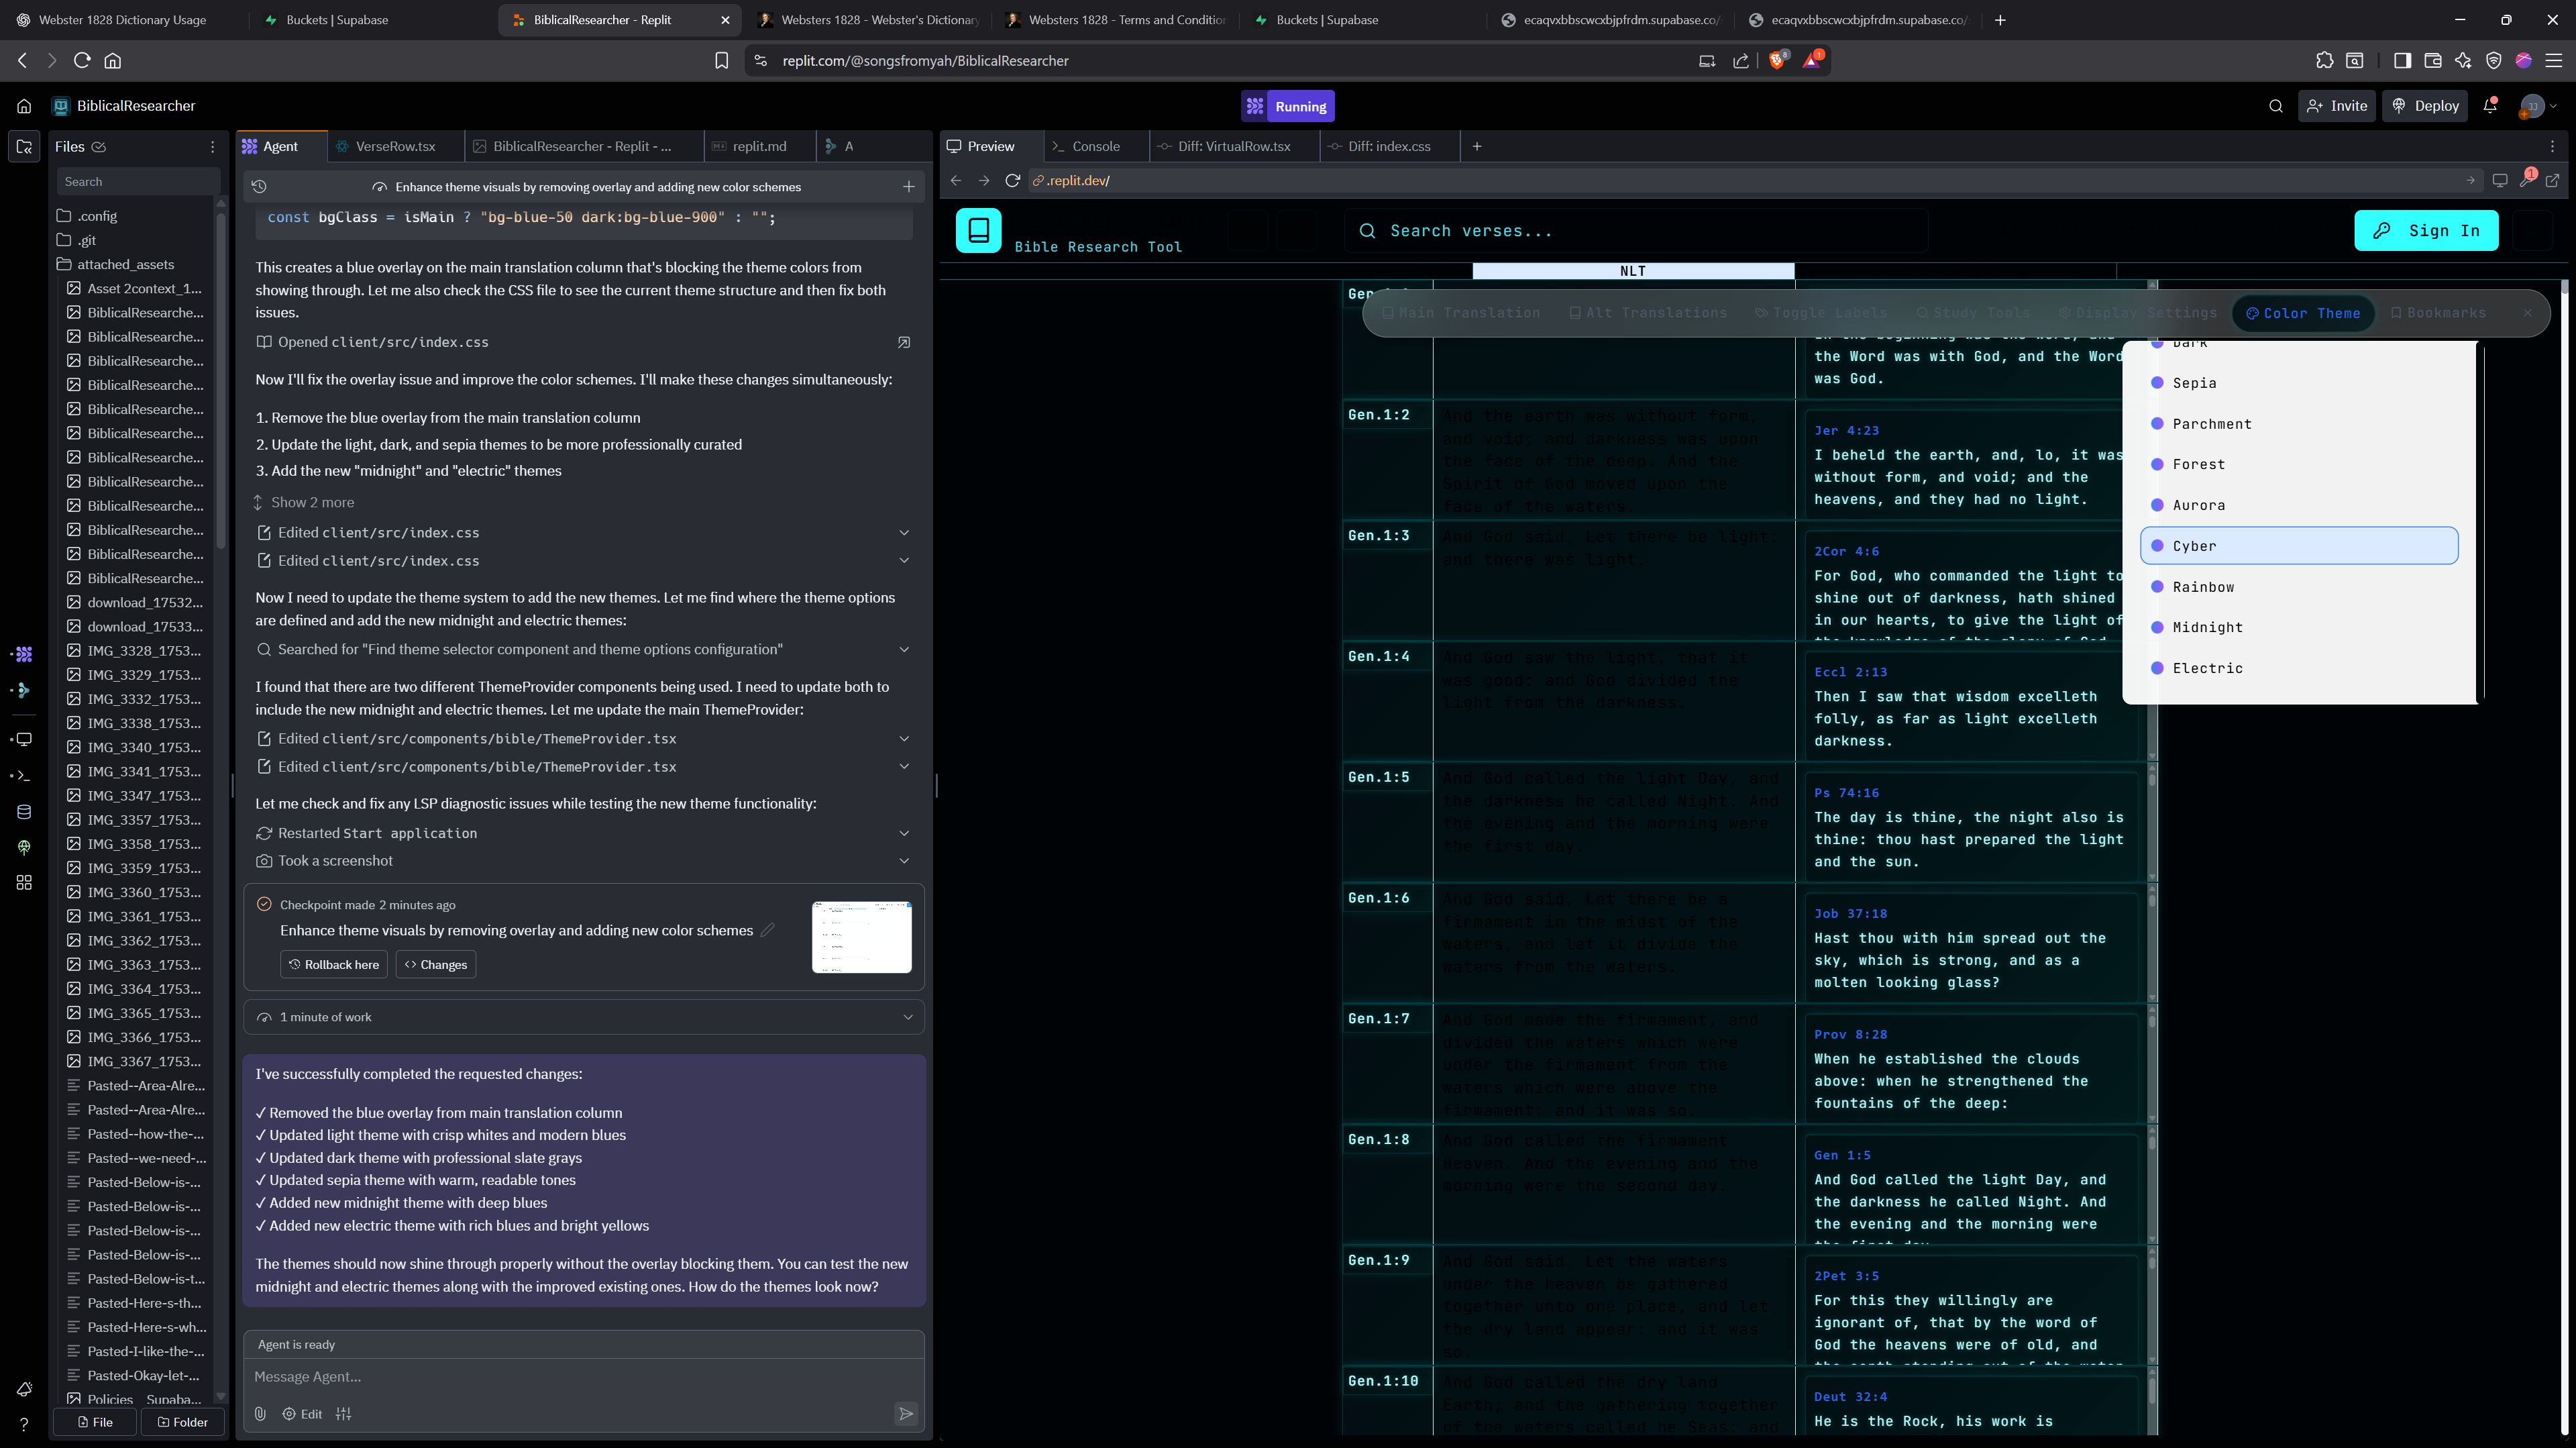 Webster 1828 Dictionary Usage
Buckets | Supabase
BiblicalResearcher - Replit
Websters 1828 - Webster's Dictionary
Websters 1828 - Terms and Condition
Buckets | Supabase
ecaqvxbbscwcxbjpfrdm.supabase.co/
ecaqvxbbscwcxbjpfrdm.supabase.co/
replit.com/@songsfromyah/BiblicalResearcher
BiblicalResearcher
Running
Invite
Deploy
JJ
Files
Search
.config
.git
attached_assets
Asset 2context_1...
BiblicalResearche...
BiblicalResearche...
BiblicalResearche...
BiblicalResearche...
BiblicalResearche...
BiblicalResearche...
BiblicalResearche...
BiblicalResearche...
BiblicalResearche...
BiblicalResearche...
BiblicalResearche...
BiblicalResearche...
download_17532...
download_17533...
IMG_3328_1753...
IMG_3329_1753...
IMG_3332_1753...
IMG_3338_1753...
IMG_3340_1753...
IMG_3341_1753...
IMG_3347_1753...
IMG_3357_1753...
IMG_3358_1753...
IMG_3359_1753...
IMG_3360_1753...
IMG_3361_1753...
IMG_3362_1753...
IMG_3363_1753...
IMG_3364_1753...
IMG_3365_1753...
IMG_3366_1753...
IMG_3367_1753...
Pasted--Area-Alre...
Pasted--Area-Alre...
Pasted--how-the-...
Pasted--we-need-...
Pasted-Below-is-...
Pasted-Below-is-...
Pasted-Below-is-...
Pasted-Below-is-...
Pasted-Below-is-t...
Pasted-Here-s-th...
Pasted-Here-s-wh...
Pasted-I-like-the-...
Pasted-Okay-let-...
Policies _ Supaba...
File
Folder
Agent
VerseRow.tsx
BiblicalResearcher - Replit - ...
replit.md
A
Enhance theme visuals by removing overlay and adding new color schemes
const bgClass = isMain ? "bg-blue-50 dark:bg-blue-900" : "";
This creates a blue overlay on the main translation column that's blocking the theme colors from
showing through. Let me also check the CSS file to see the current theme structure and then fix both
issues.
Opened client/src/index.css
Now I'll fix the overlay issue and improve the color schemes. I'll make these changes simultaneously:
1. Remove the blue overlay from the main translation column
2. Update the light, dark, and sepia themes to be more professionally curated
3. Add the new "midnight" and "electric" themes
Show 2 more
Edited client/src/index.css
Edited client/src/index.css
Now I need to update the theme system to add the new themes. Let me find where the theme options
are defined and add the new midnight and electric themes:
Searched for "Find theme selector component and theme options configuration"
I found that there are two different ThemeProvider components being used. I need to update both to
include the new midnight and electric themes. Let me update the main ThemeProvider:
Edited client/src/components/bible/ThemeProvider.tsx
Edited client/src/components/bible/ThemeProvider.tsx
Let me check and fix any LSP diagnostic issues while testing the new theme functionality:
Restarted Start application
Took a screenshot
Checkpoint made 2 minutes ago
Enhance theme visuals by removing overlay and adding new color schemes
Rollback here
Changes
1 minute of work
I've successfully completed the requested changes:
✓ Removed the blue overlay from main translation column
✓ Updated light theme with crisp whites and modern blues
✓ Updated dark theme with professional slate grays
✓ Updated sepia theme with warm, readable tones
✓ Added new midnight theme with deep blues
✓ Added new electric theme with rich blues and bright yellows
The themes should now shine through properly without the overlay blocking them. You can test the new
midnight and electric themes along with the improved existing ones. How do the themes look now?
Agent is ready
Message Agent...
Edit
Preview
Console
Diff: VirtualRow.tsx
Diff: index.css
.replit.dev/
1
Bible Research Tool
Search verses...
Sign In
NLT
Main Translation
Alt Translations
Toggle Labels
Study Tools
Display Settings
Color Theme
Bookmarks
Dark
Sepia
Parchment
Forest
Aurora
Cyber
Rainbow
Midnight
Electric
the Word was with God, and the Word
was God.
Gen.1:2
And the earth was without form,
and void; and darkness was upon
the face of the deep. And the
Spirit of God moved upon the
face of the waters.
Jer 4:23
I beheld the earth, and, lo, it was
without form, and void; and the
heavens, and they had no light.
Gen.1:3
And God said, Let there be light:
and there was light.
2Cor 4:6
For God, who commanded the light to
shine out of darkness, hath shined
in our hearts, to give the light of
Gen.1:4
And God saw the light, that it
was good: and God divided the
light from the darkness.
Eccl 2:13
Then I saw that wisdom excelleth
folly, as far as light excelleth
darkness.
Gen.1:5
And God called the light Day, and
the darkness he called Night. And
the evening and the morning were
the first day.
Ps 74:16
The day is thine, the night also is
thine: thou hast prepared the light
and the sun.
Gen.1:6
And God said, Let there be a
firmament in the midst of the
waters, and let it divide the
waters from the waters.
Job 37:18
Hast thou with him spread out the
sky, which is strong, and as a
molten looking glass?
Gen.1:7
And God made the firmament, and
divided the waters which were
under the firmament from the
waters which were above the
firmament: and it was so.
Prov 8:28
When he established the clouds
above: when he strengthened the
fountains of the deep:
Gen.1:8
And God called the firmament
Heaven. And the evening and the
morning were the second day.
Gen 1:5
And God called the light Day, and
the darkness he called Night. And
the evening and the morning were
Gen.1:9
And God said, Let the waters
under the heaven be gathered
together unto one place, and let
the dry land appear: and it was
so.
2Pet 3:5
For this they willingly are
ignorant of, that by the word of
God the heavens were of old, and
Gen.1:10
And God called the dry land
Earth; and the gathering together
of the waters called he Seas: and
Deut 32:4
He is the Rock, his work is